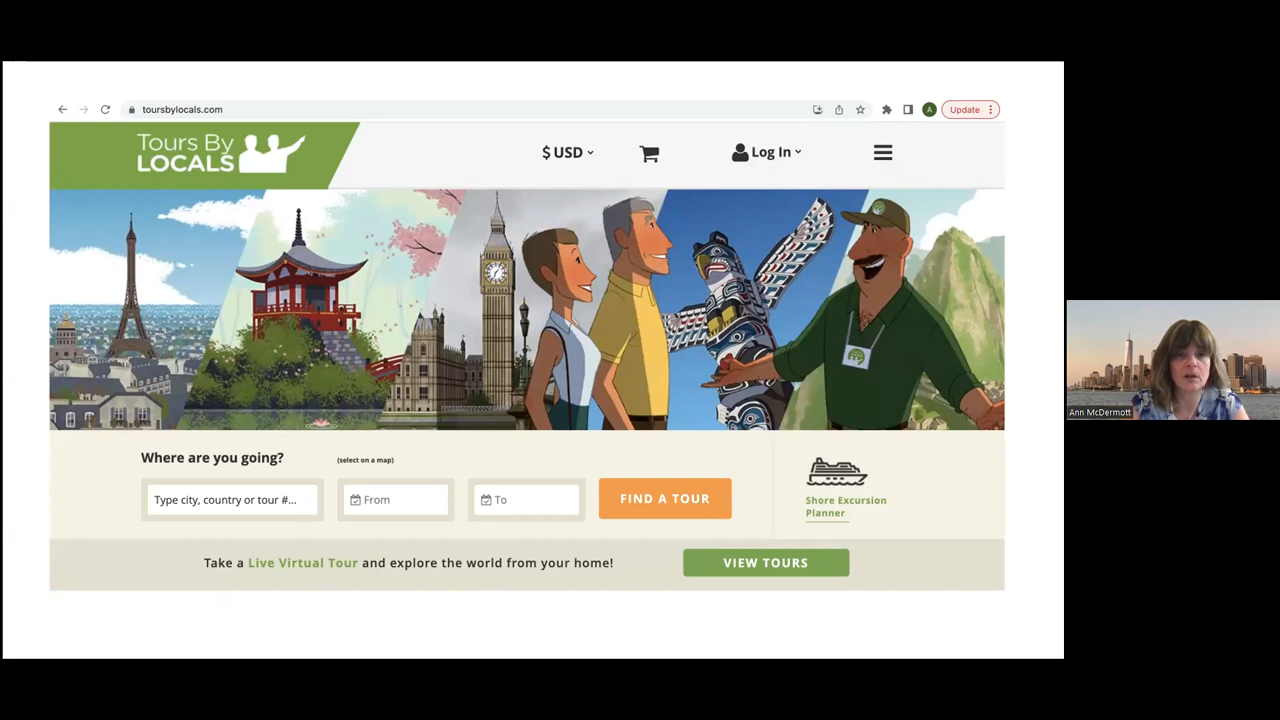 toursbylocals.com
A
Update
Tours By
LOCALS
$ USD
Log In
Where are you going?
(select on a map)
Type city, country or tour #...
From
To
FIND A TOUR
Shore Excursion
Planner
Take a Live Virtual Tour and explore the world from your home!
VIEW TOURS
Ann McDermott